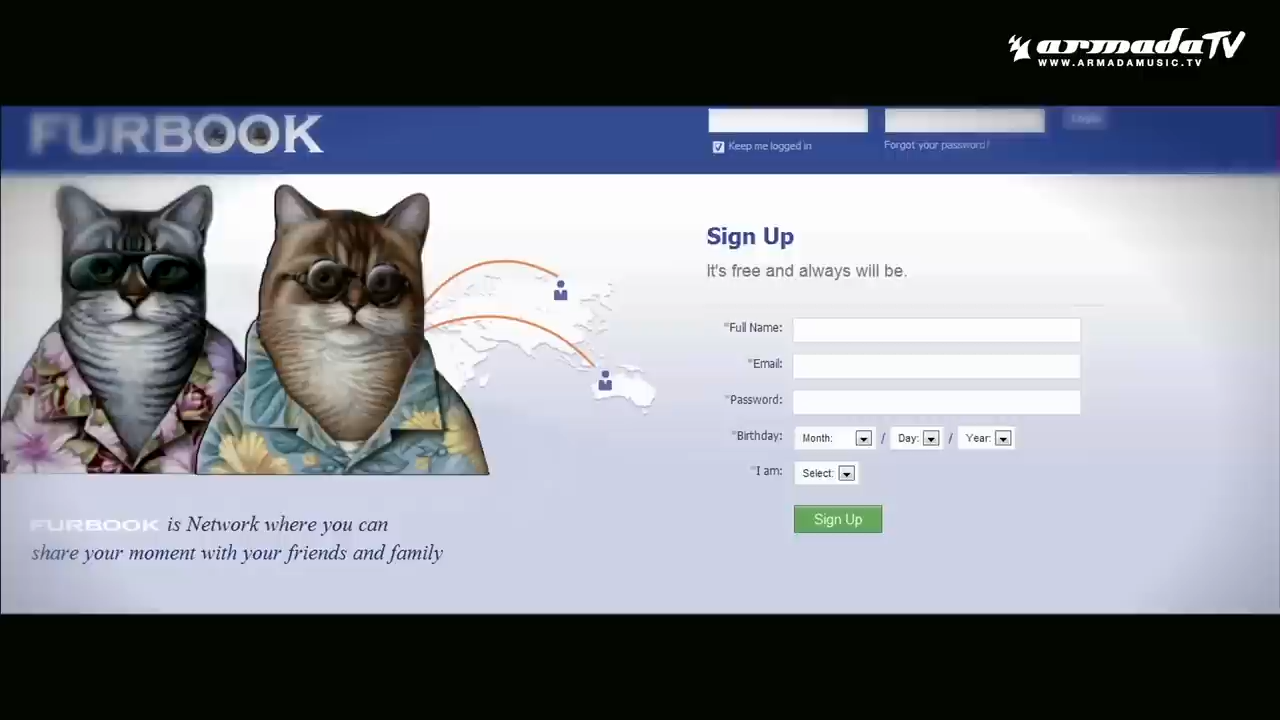 armadaTV
WWW.ARMADAMUSIC.TV
FURBOOK
Login
Keep me logged in
Forgot your password?
Sign Up
It's free and always will be.
*Full Name:
*Email:
*Password:
*Birthday:
Month:
/
Day:
/
Year:
*I am:
Select:
Sign Up
FURBOOK is Network where you can
share your moment with your friends and family